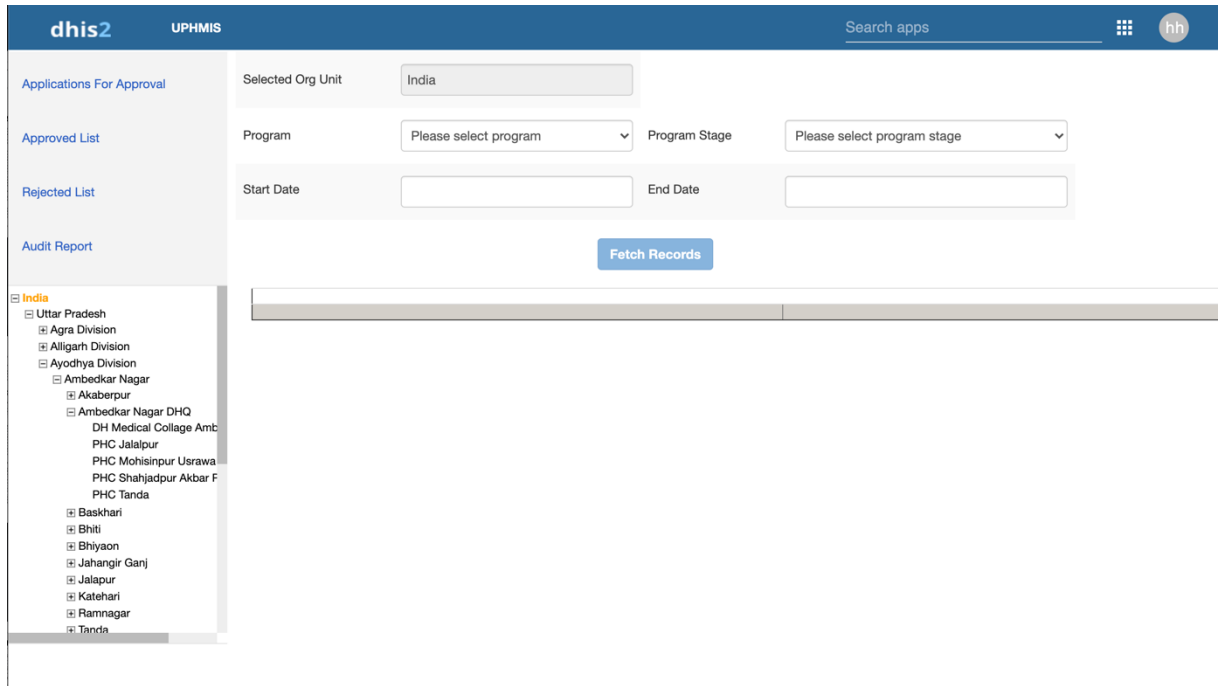 dhis2 UPHMIS Search apps hh
Applications For Approval
Approved List
Rejected List
Audit Report
Selected Org Unit India
Program Please select program Program Stage Please select program stage
Start Date End Date
Fetch Records
India
Uttar Pradesh
Agra Division
Alligarh Division
Ayodhya Division
Ambedkar Nagar
Akaberpur
Ambedkar Nagar DHQ
DH Medical Collage Amb
PHC Jalalpur
PHC Mohisinpur Usrawa
PHC Shahjadpur Akbar P
PHC Tanda
Baskhari
Bhiti
Bhiyaon
Jahangir Ganj
Jalapur
Katehari
Ramnagar
Tanda